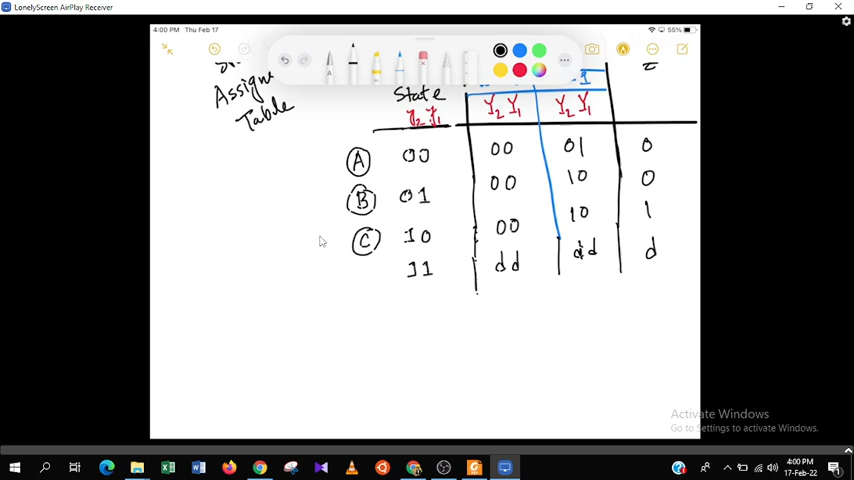 LonelyScreen AirPlay Receiver
4:00 PM Thu Feb 17
55%
Assign
Table
State
y2 y1
Y2 Y1
Y2 Y1
A 00 00 01 0
B 01 00 10 0
C 10 00 10 1
11 dd dd d
Activate Windows
Go to Settings to activate Windows.
4:00 PM
17-Feb-22